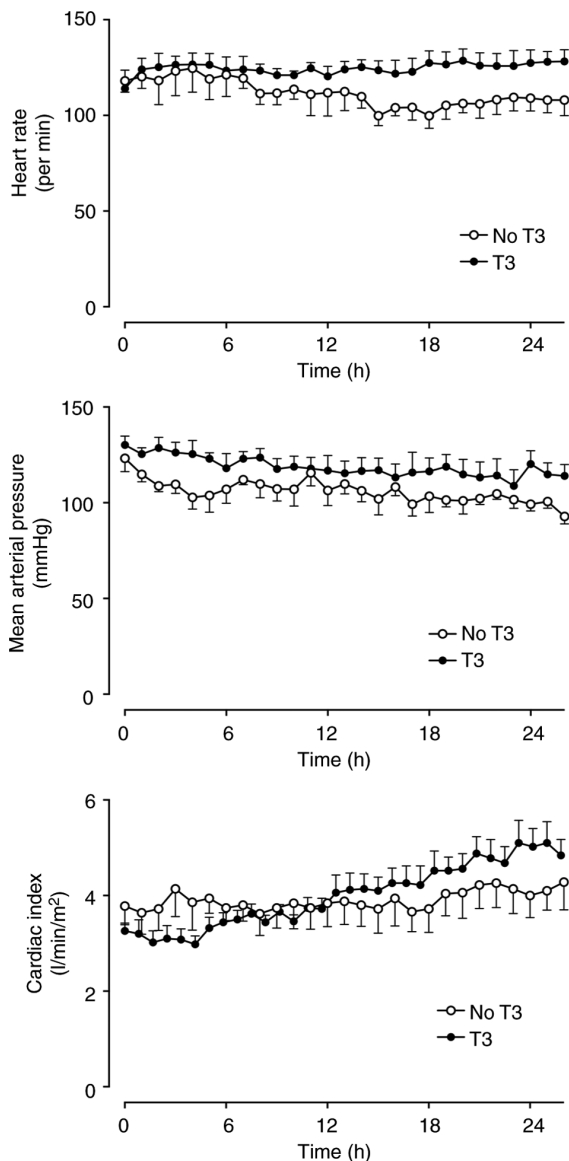 150
100
50
0
Heart rate
(per min)
No T3
T3
0 6 12 18 24
Time (h)
150
100
50
0
Mean arterial pressure
(mmHg)
No T3
T3
0 6 12 18 24
Time (h)
6
4
2
0
Cardiac index
(l/min/m²)
No T3
T3
0 6 12 18 24
Time (h)